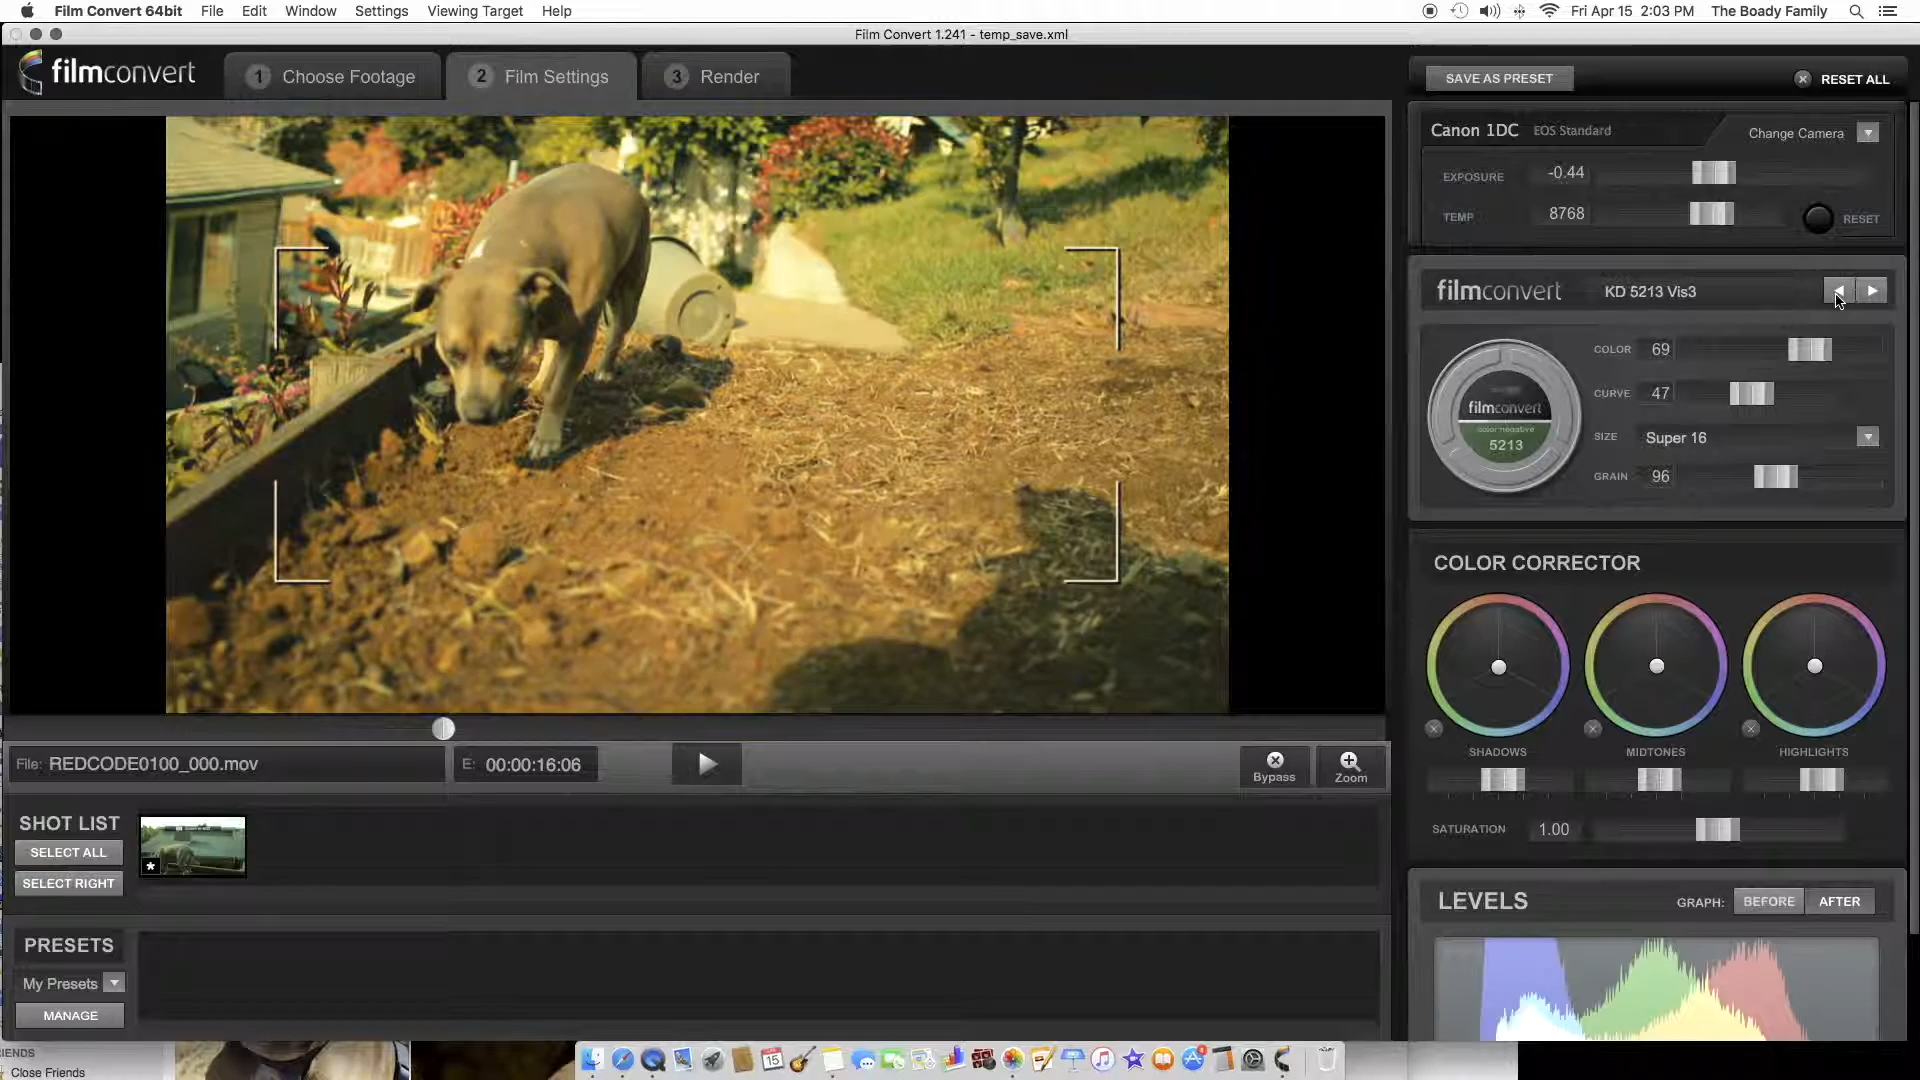 Film Convert 64bit File Edit Window Settings Viewing Target Help Fri Apr 15 2:03 PM The Boady Family
Film Convert 1.241 - temp_save.xml
filmconvert 1 Choose Footage 2 Film Settings 3 Render
SAVE AS PRESET RESET ALL
Canon 1DC EOS Standard Change Camera
EXPOSURE -0.44
TEMP 8768 RESET
filmconvert KD 5213 Vis3
COLOR 69
CURVE 47
SIZE Super 16
GRAIN 96
filmconvert
color negative
5213
COLOR CORRECTOR
SHADOWS MIDTONES HIGHLIGHTS
SATURATION 1.00
LEVELS GRAPH: BEFORE AFTER
File: REDCODE0100_000.mov E: 00:00:16:06 Bypass Zoom
SHOT LIST
SELECT ALL
SELECT RIGHT
PRESETS
My Presets
MANAGE
IENDS
Close Friends
15